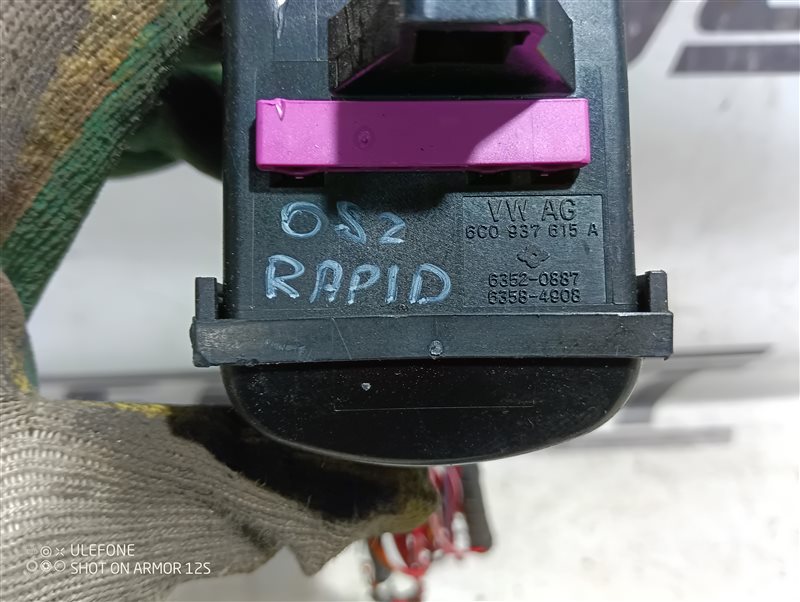 OS2
RAPID
VW AG
6C0 937 615 A
6352-0887
6358-4908
ULEFONE
SHOT ON ARMOR 12S